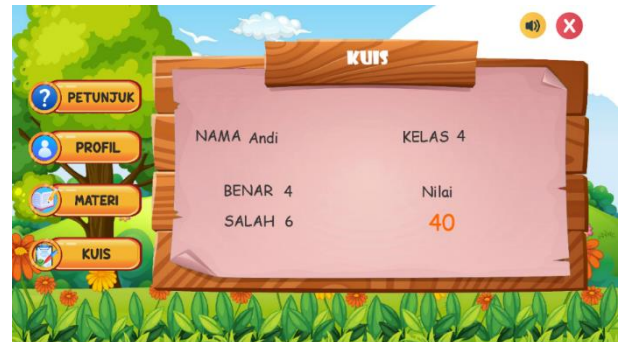 KUIS
PETUNJUK
PROFIL
MATERI
KUIS
NAMA Andi
KELAS 4
BENAR 4
SALAH 6
Nilai
40